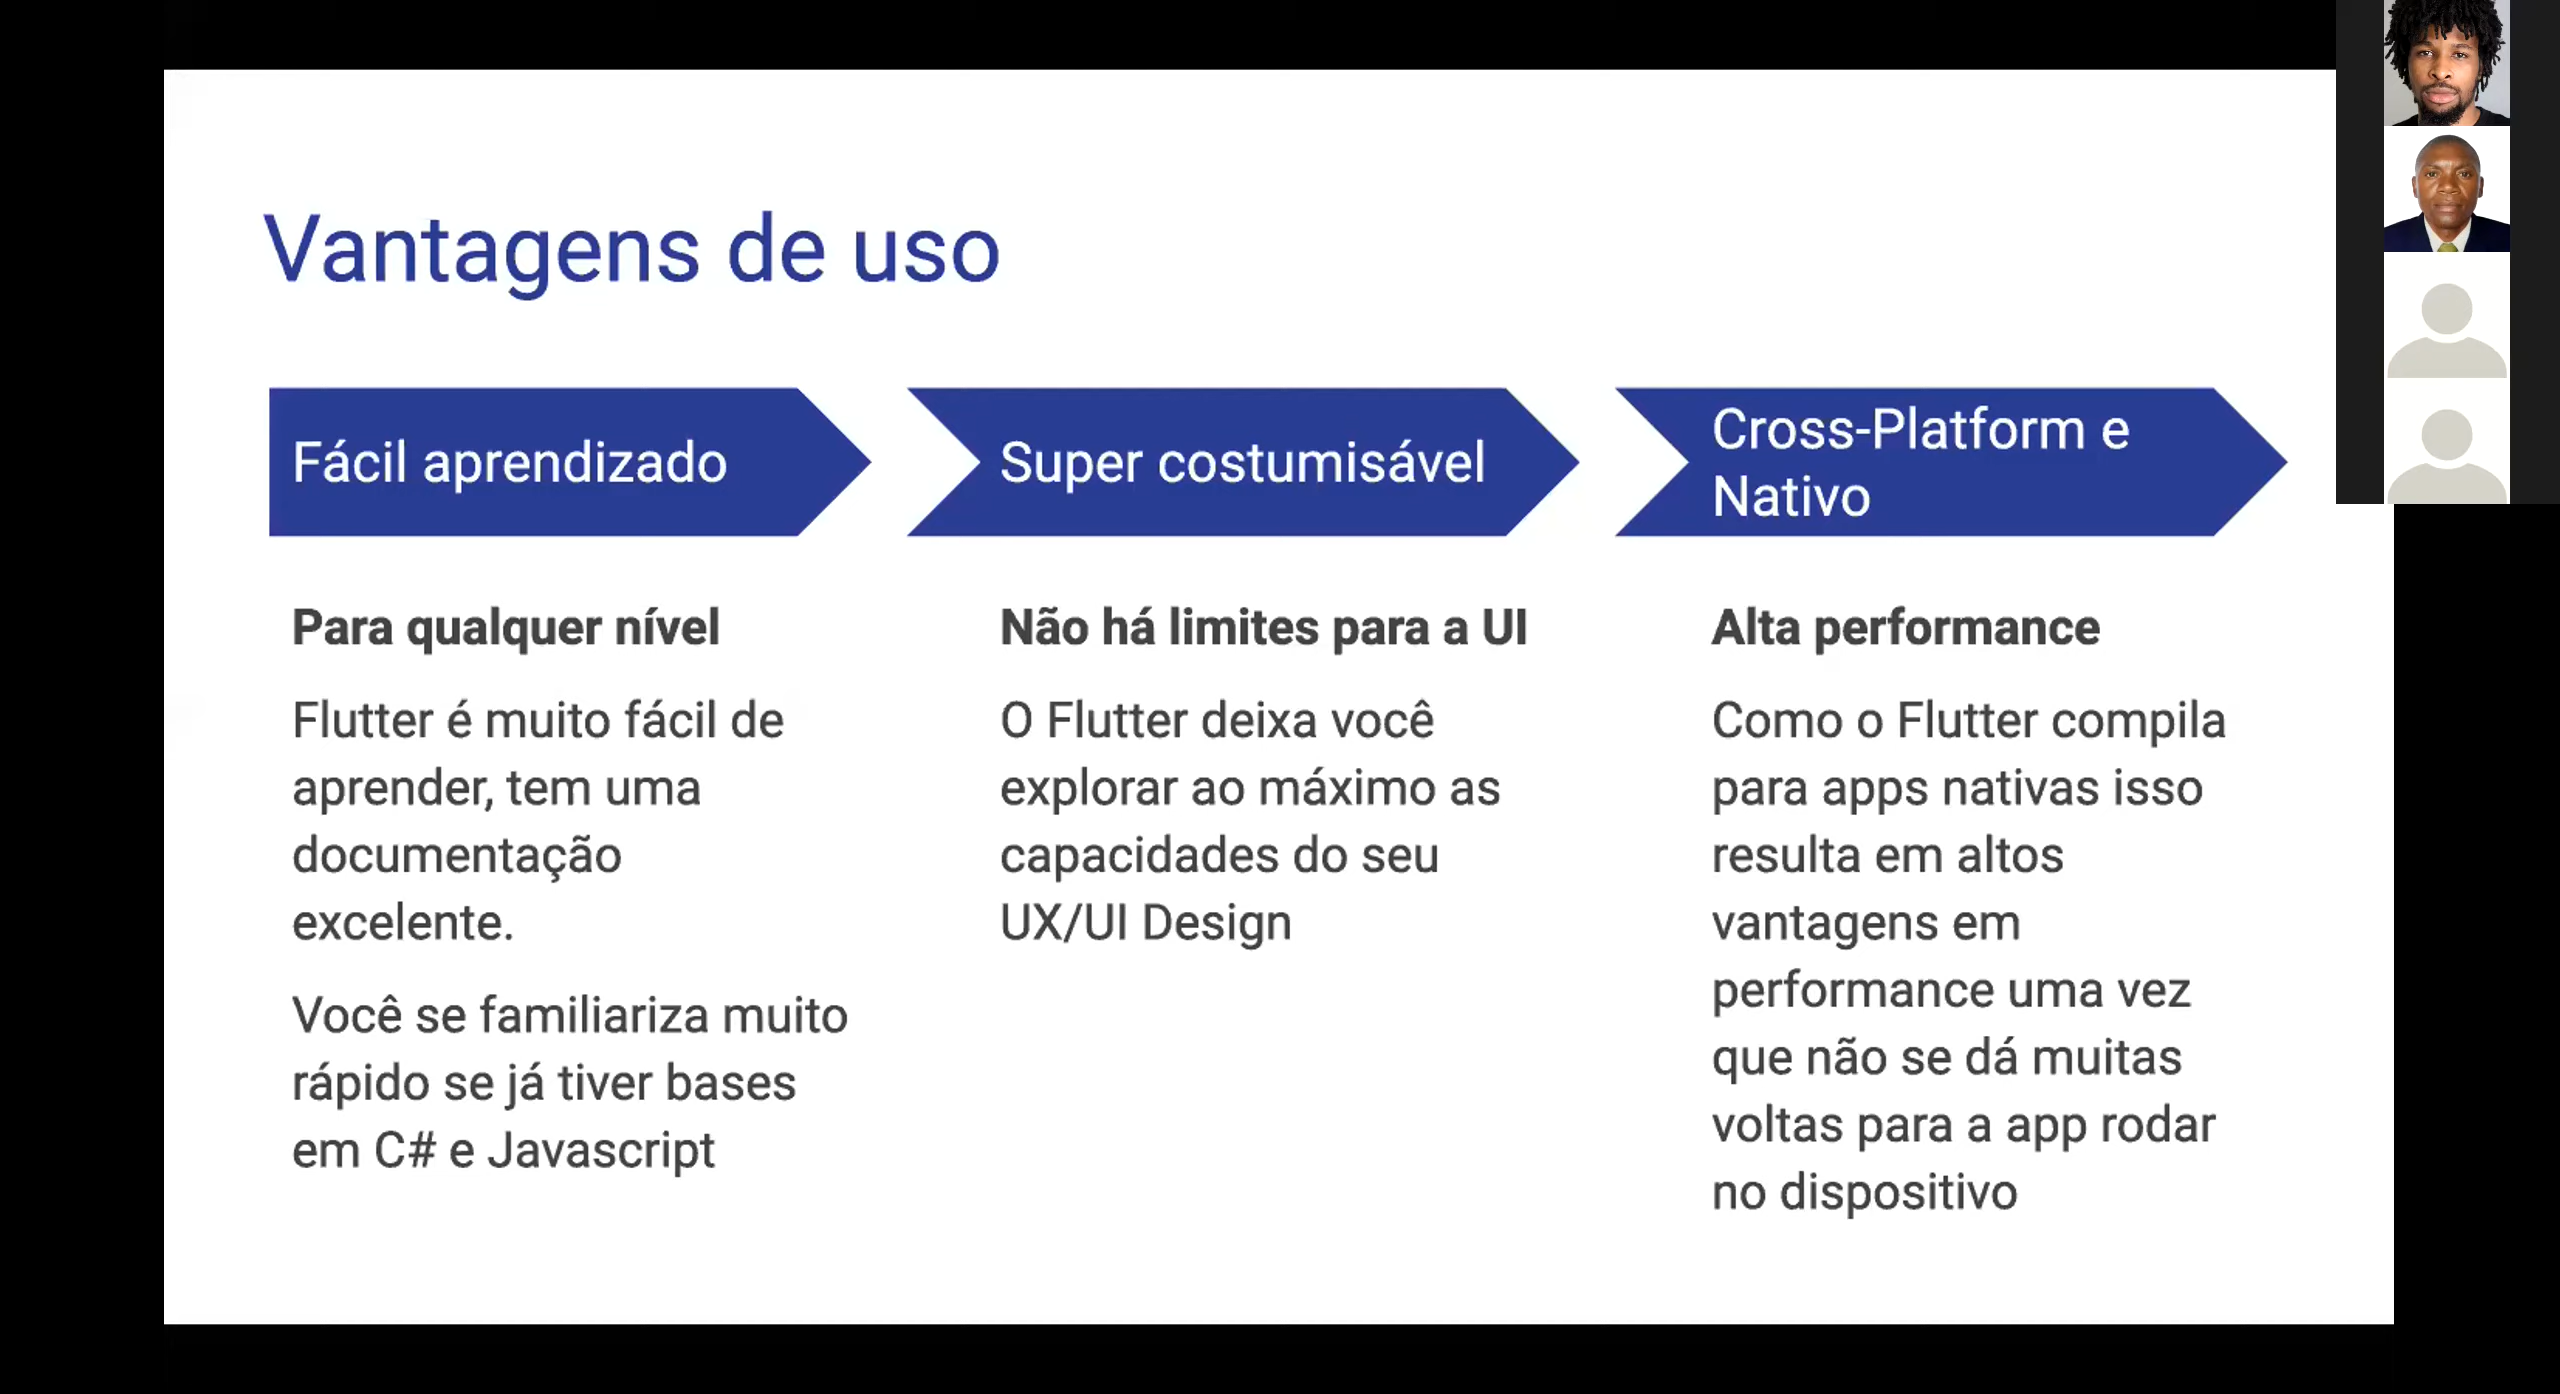 Vantagens de uso
Fácil aprendizado
Super costumisável
Cross-Platform e
Nativo
Para qualquer nível
Flutter é muito fácil de
aprender, tem uma
documentação
excelente.
Você se familiariza muito
rápido se já tiver bases
em C# e Javascript
Não há limites para a UI
O Flutter deixa você
explorar ao máximo as
capacidades do seu
UX/UI Design
Alta performance
Como o Flutter compila
para apps nativas isso
resulta em altos
vantagens em
performance uma vez
que não se dá muitas
voltas para a app rodar
no dispositivo